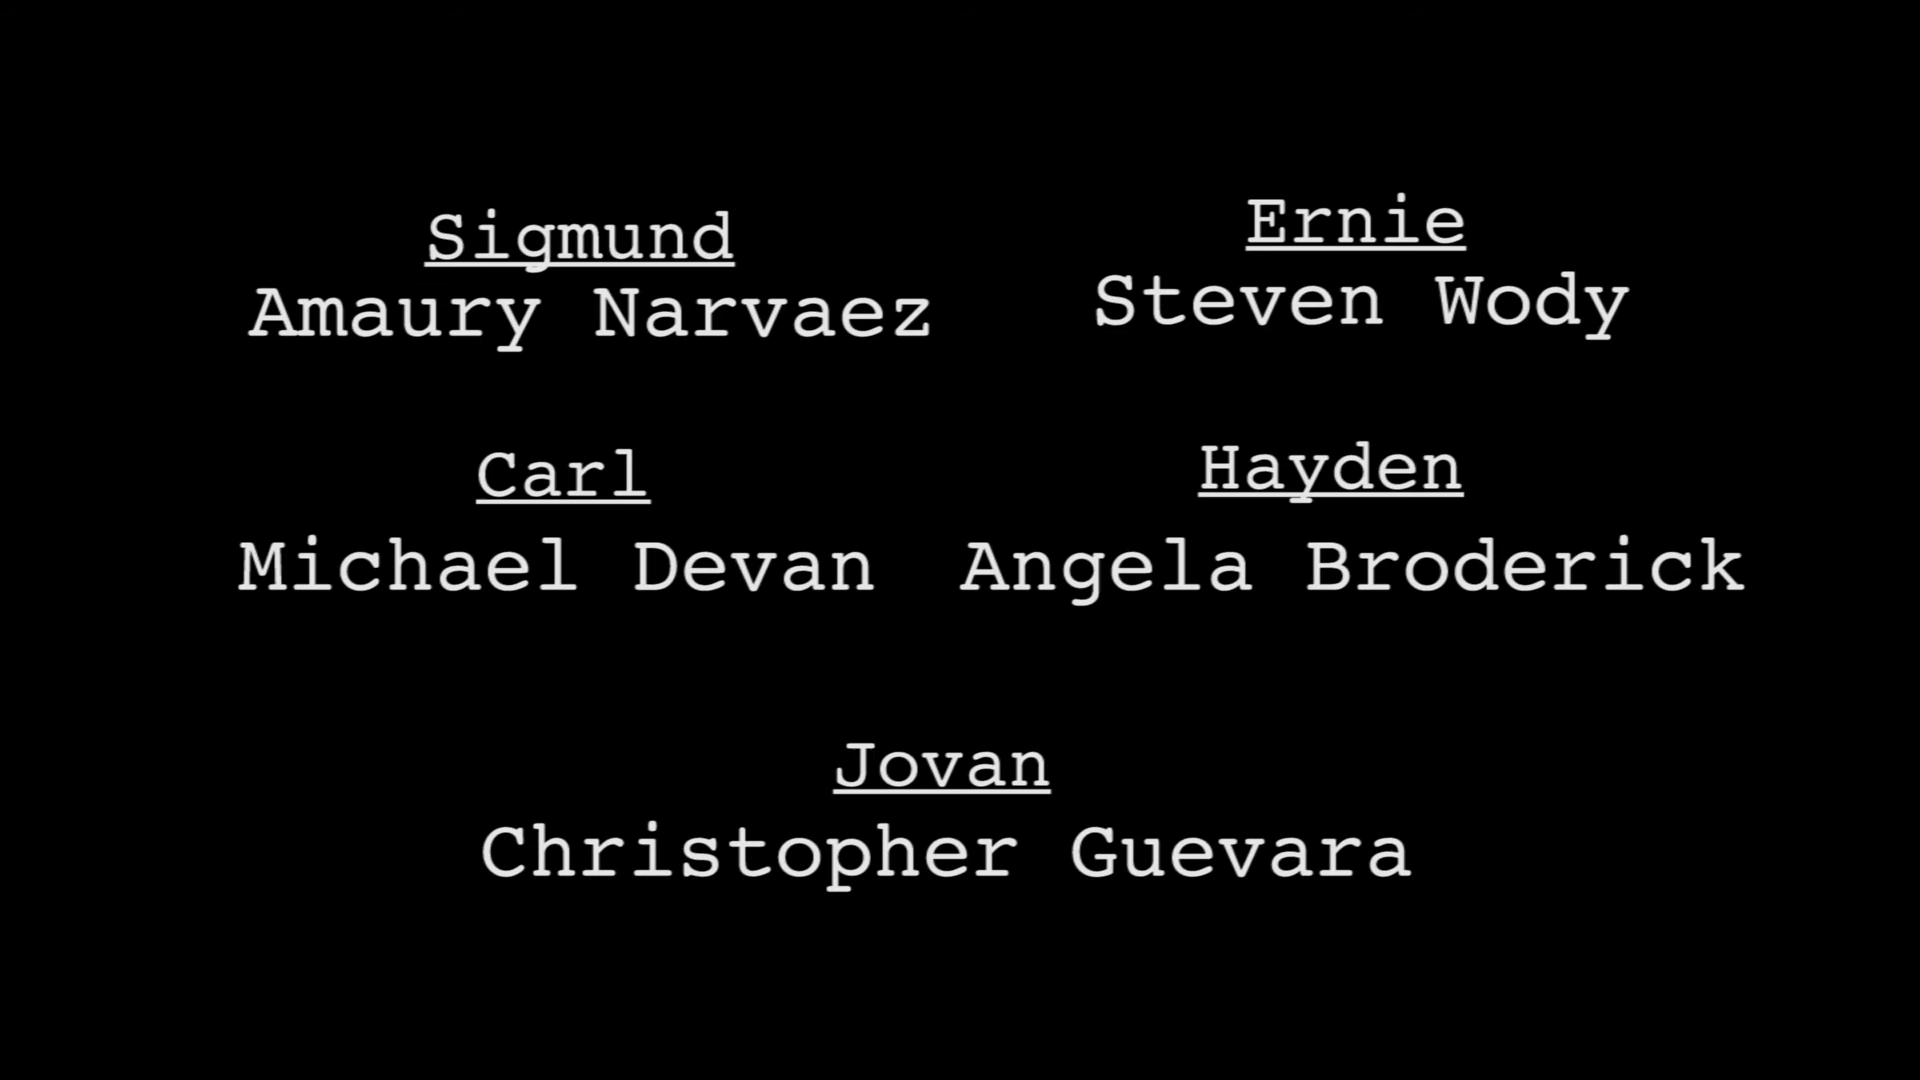 Sigmund
Amaury Narvaez
Ernie
Steven Wody
Carl
Michael Devan
Hayden
Angela Broderick
Jovan
Christopher Guevara